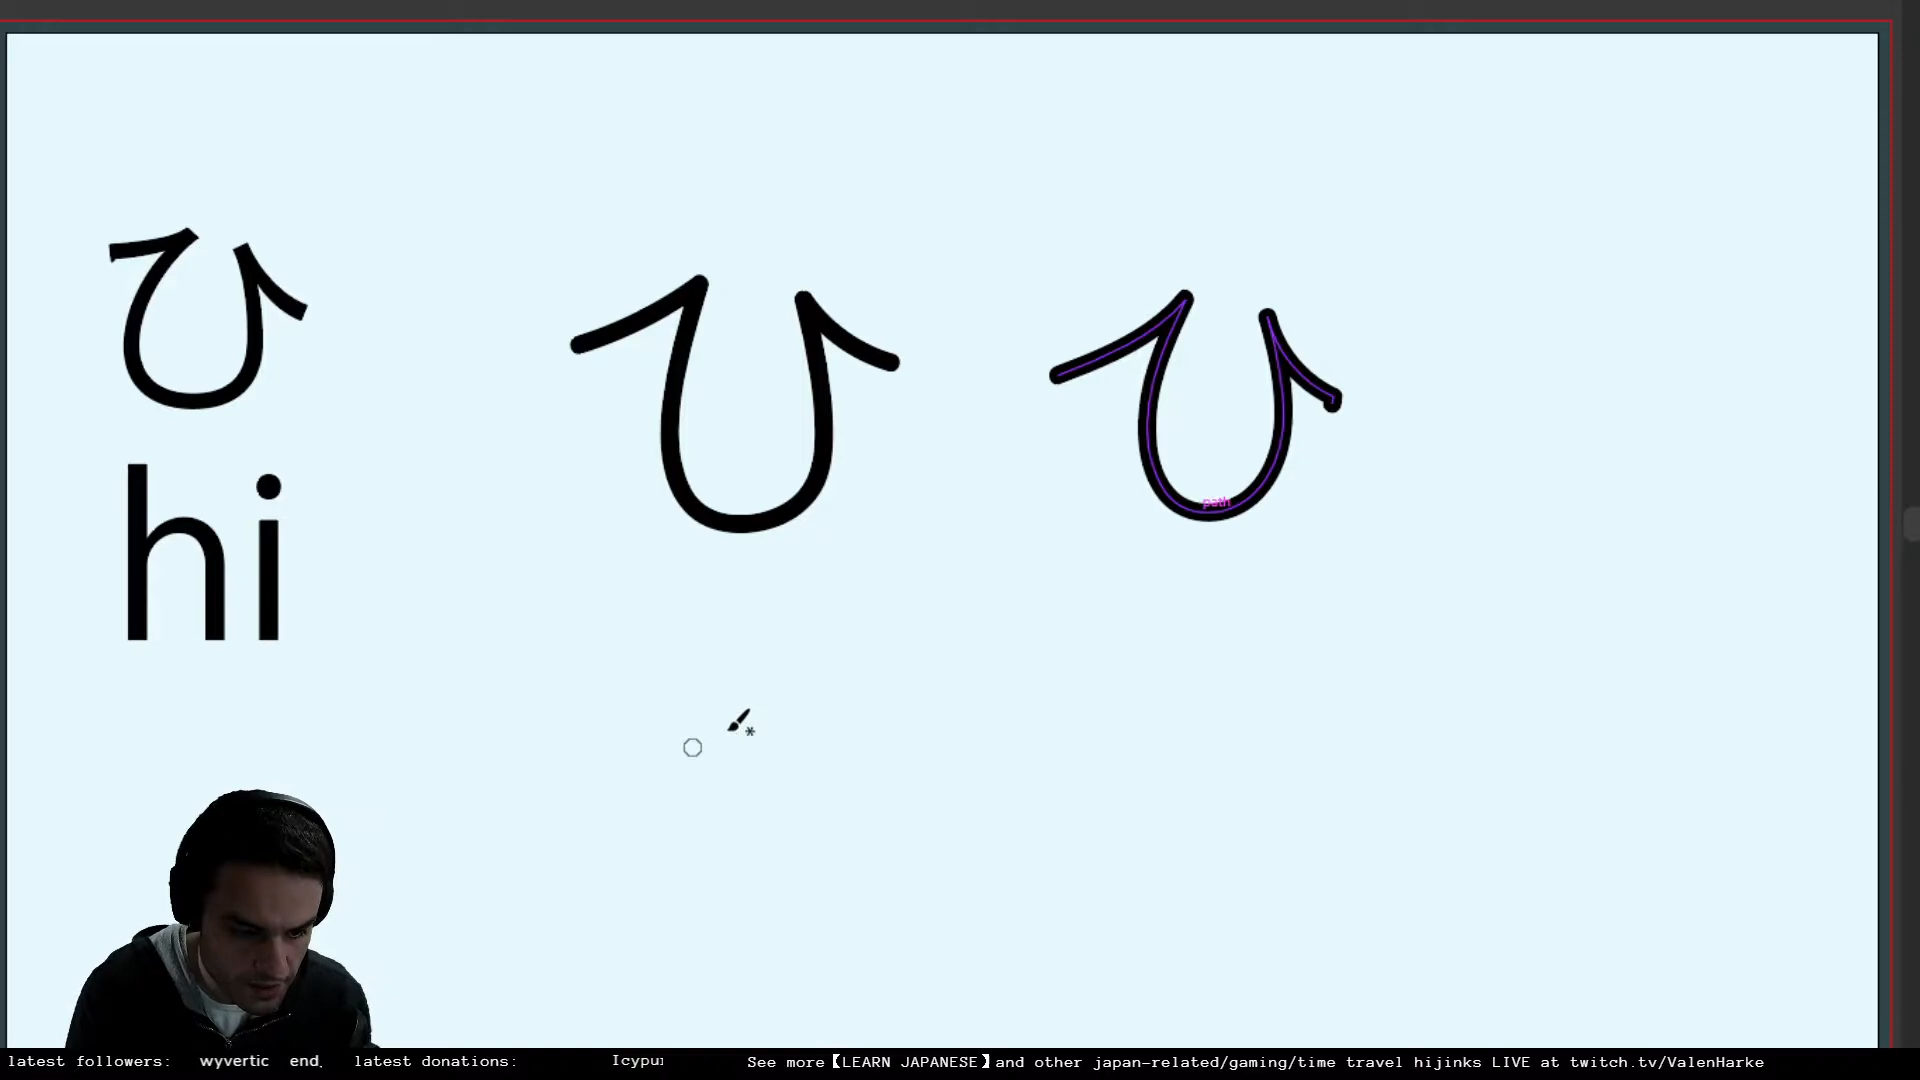 ひ ひ ひ
hi
path
latest followers: wyvertic end. latest donations: Icypu See more【LEARN JAPANESE】and other japan-related/gaming/time travel hijinks LIVE at twitch.tv/ValenHarke